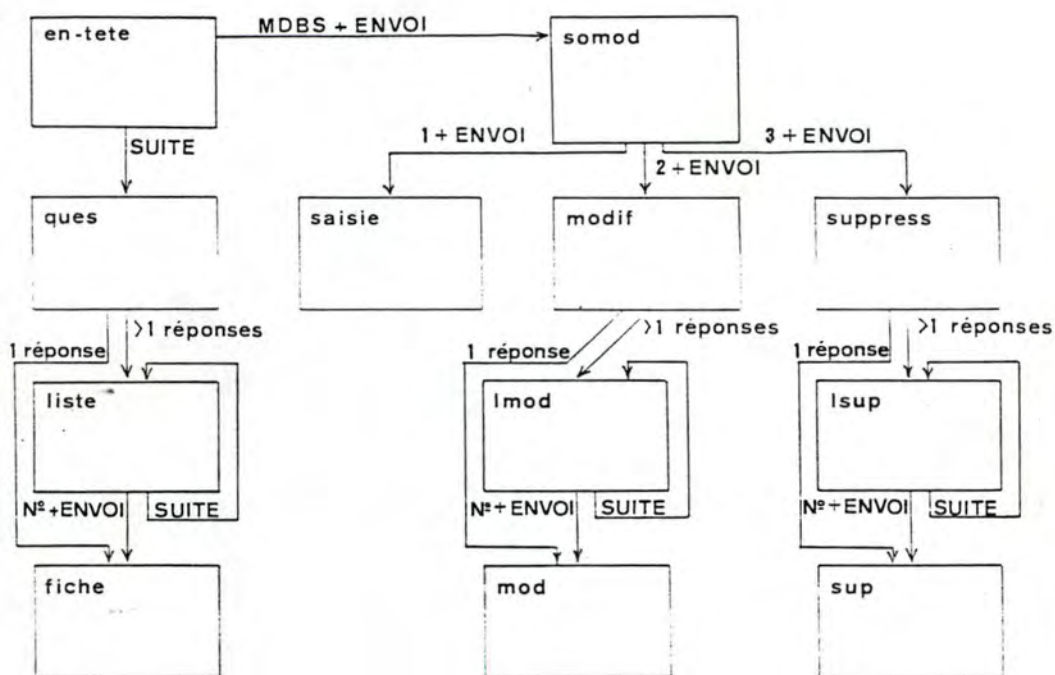 en-tete
MDBS + ENVOI
somod
SUITE
1 + ENVOI
2 + ENVOI
3 + ENVOI
ques
saisie
modif
suppress
1 réponse
>1 réponses
1 réponse
>1 réponses
1 réponse
>1 réponses
liste
lmod
lsup
Nº + ENVOI
SUITE
Nº + ENVOI
SUITE
Nº + ENVOI
SUITE
fiche
mod
sup